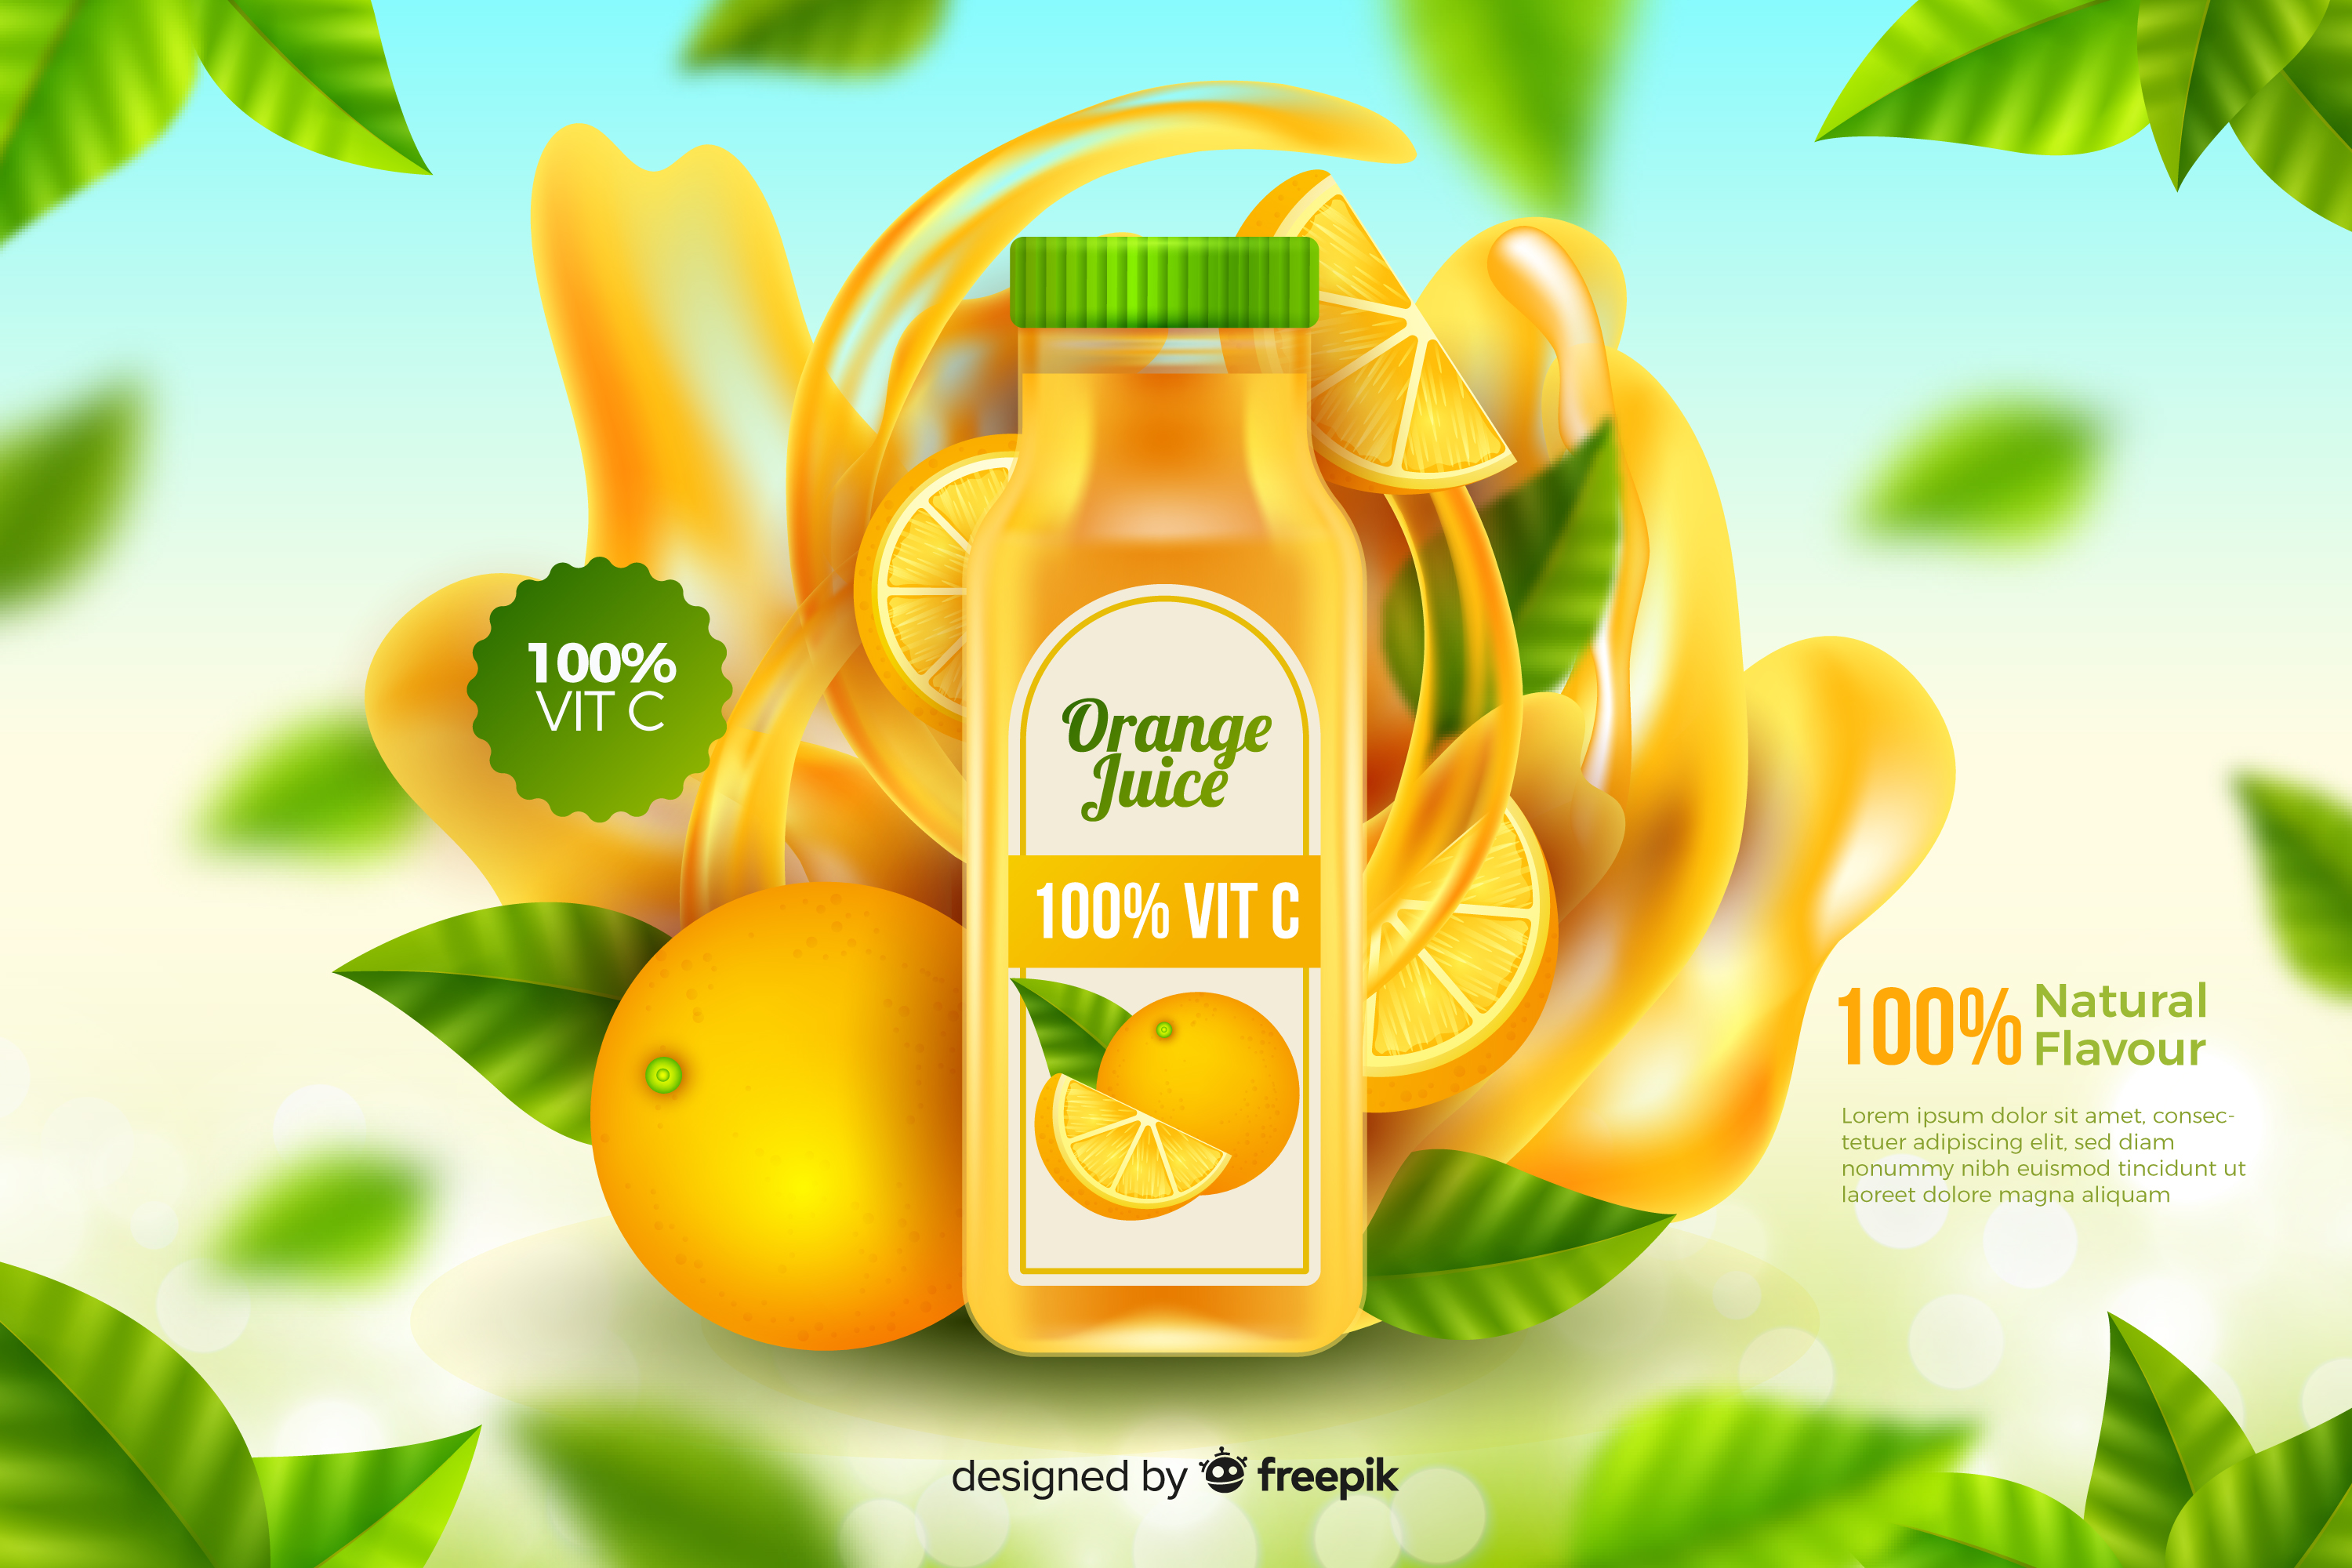 100%
VIT C
Orange
Juice
100% VIT C
100% Natural
Flavour
Lorem ipsum dolor sit amet, consec-
tetuer adipiscing elit, sed diam
nonummy nibh euismod tincidunt ut
laoreet dolore magna aliquam
designed by freepik